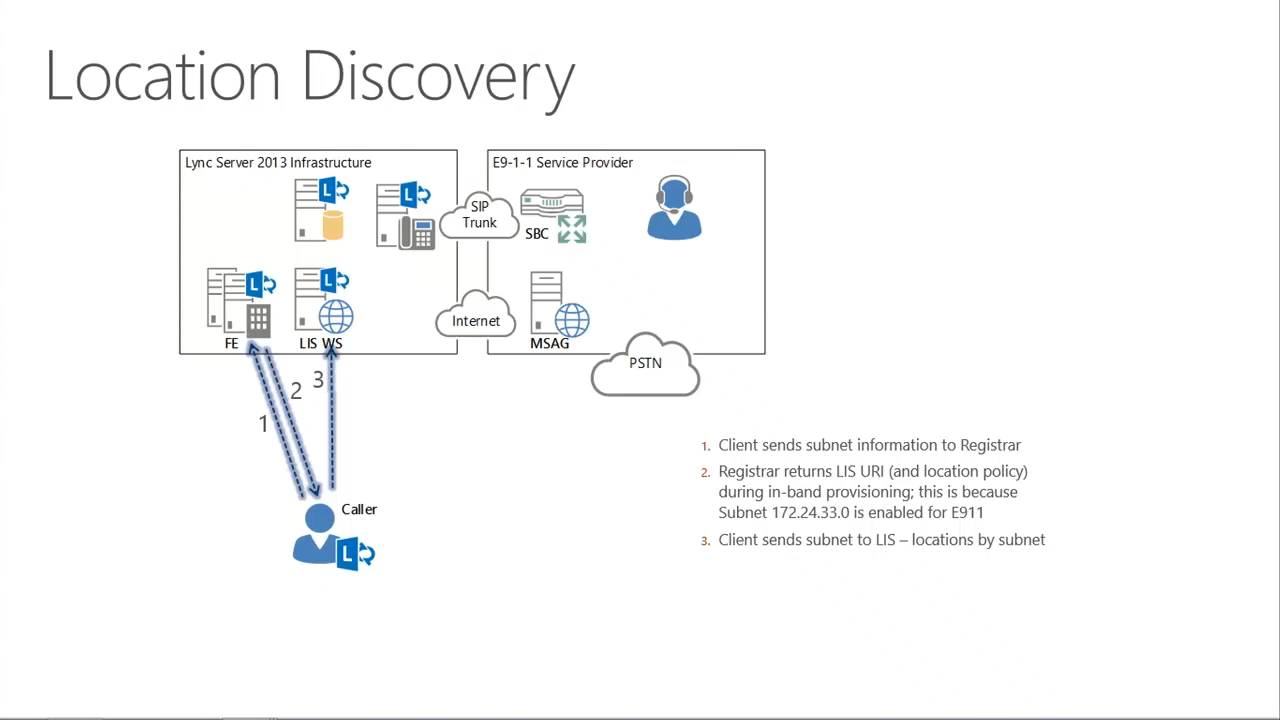 Location Discovery
Lync Server 2013 Infrastructure
E9-1-1 Service Provider
L
L
SIP
Trunk
SBC
L
L
Internet
FE
LIS WS
MSAG
PSTN
3
2
1
Caller
L
1. Client sends subnet information to Registrar
2. Registrar returns LIS URI (and location policy)
during in-band provisioning; this is because
Subnet 172.24.33.0 is enabled for E911
3. Client sends subnet to LIS – locations by subnet